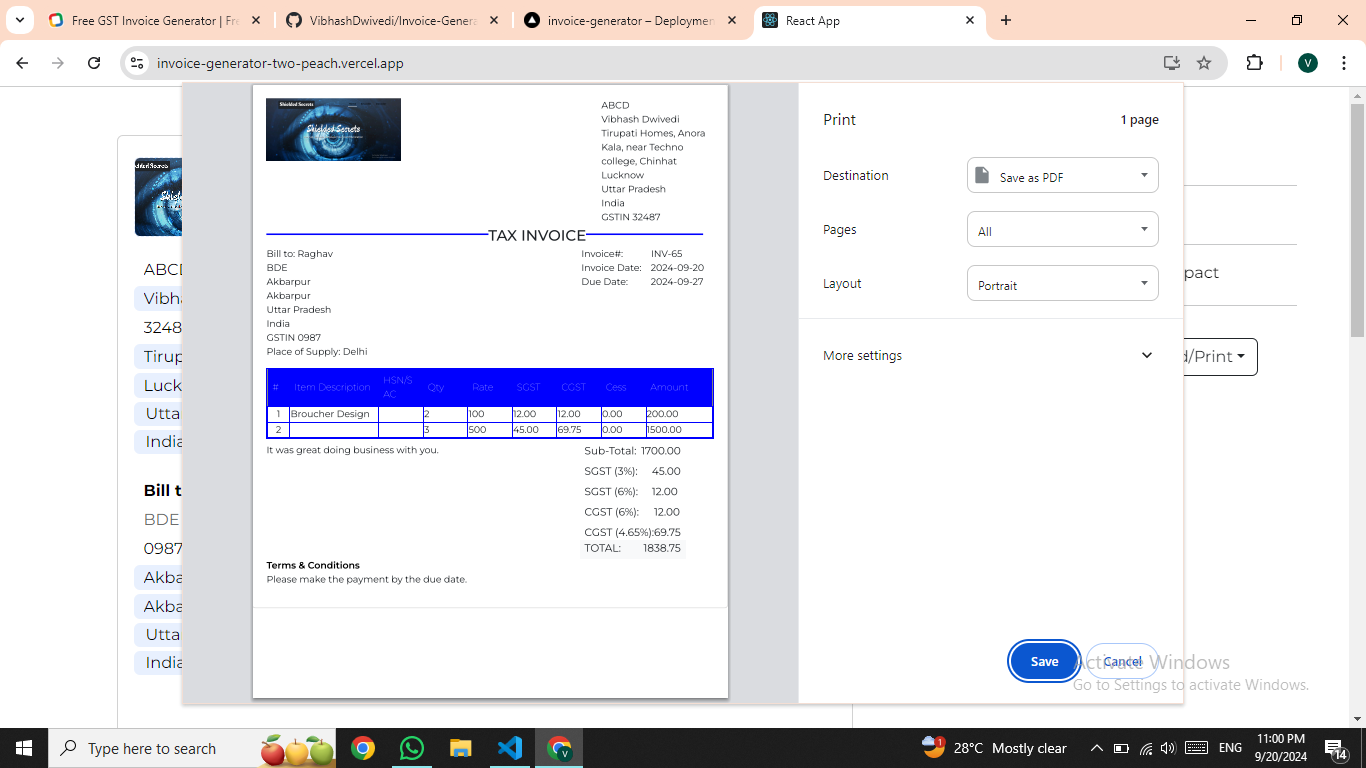 Free GST Invoice Generator | Fre
VibhashDwivedi/Invoice-Genera
invoice-generator – Deploymen
React App
invoice-generator-two-peach.vercel.app
V
Shielded Secrets
Shielded Secrets
ABCD
Vibhash Dwivedi
Tirupati Homes, Anora
Kala, near Techno
college, Chinhat
Lucknow
Uttar Pradesh
India
GSTIN 32487
TAX INVOICE
Bill to: Raghav
BDE
Akbarpur
Akbarpur
Uttar Pradesh
India
GSTIN 0987
Place of Supply: Delhi
Invoice#: INV-65
Invoice Date: 2024-09-20
Due Date: 2024-09-27
# Item Description HSN/S AC Qty Rate SGST CGST Cess Amount
1 Broucher Design 2 100 12.00 12.00 0.00 200.00
2 3 500 45.00 69.75 0.00 1500.00
It was great doing business with you.
Sub-Total: 1700.00
SGST (3%): 45.00
SGST (6%): 12.00
CGST (6%): 12.00
CGST (4.65%):69.75
TOTAL: 1838.75
Terms & Conditions
Please make the payment by the due date.
Print 1 page
Destination Save as PDF
Pages All
Layout Portrait
More settings
Save Cancel
ABCI
Vibh
3248
Tirup
Luck
Utta
India
Bill t
BDE
0987
Akba
Akba
Utta
India
pact
d/Print
Activate Windows
Go to Settings to activate Windows.
Type here to search
V
1
28°C Mostly clear
ENG
11:00 PM
9/20/2024
14